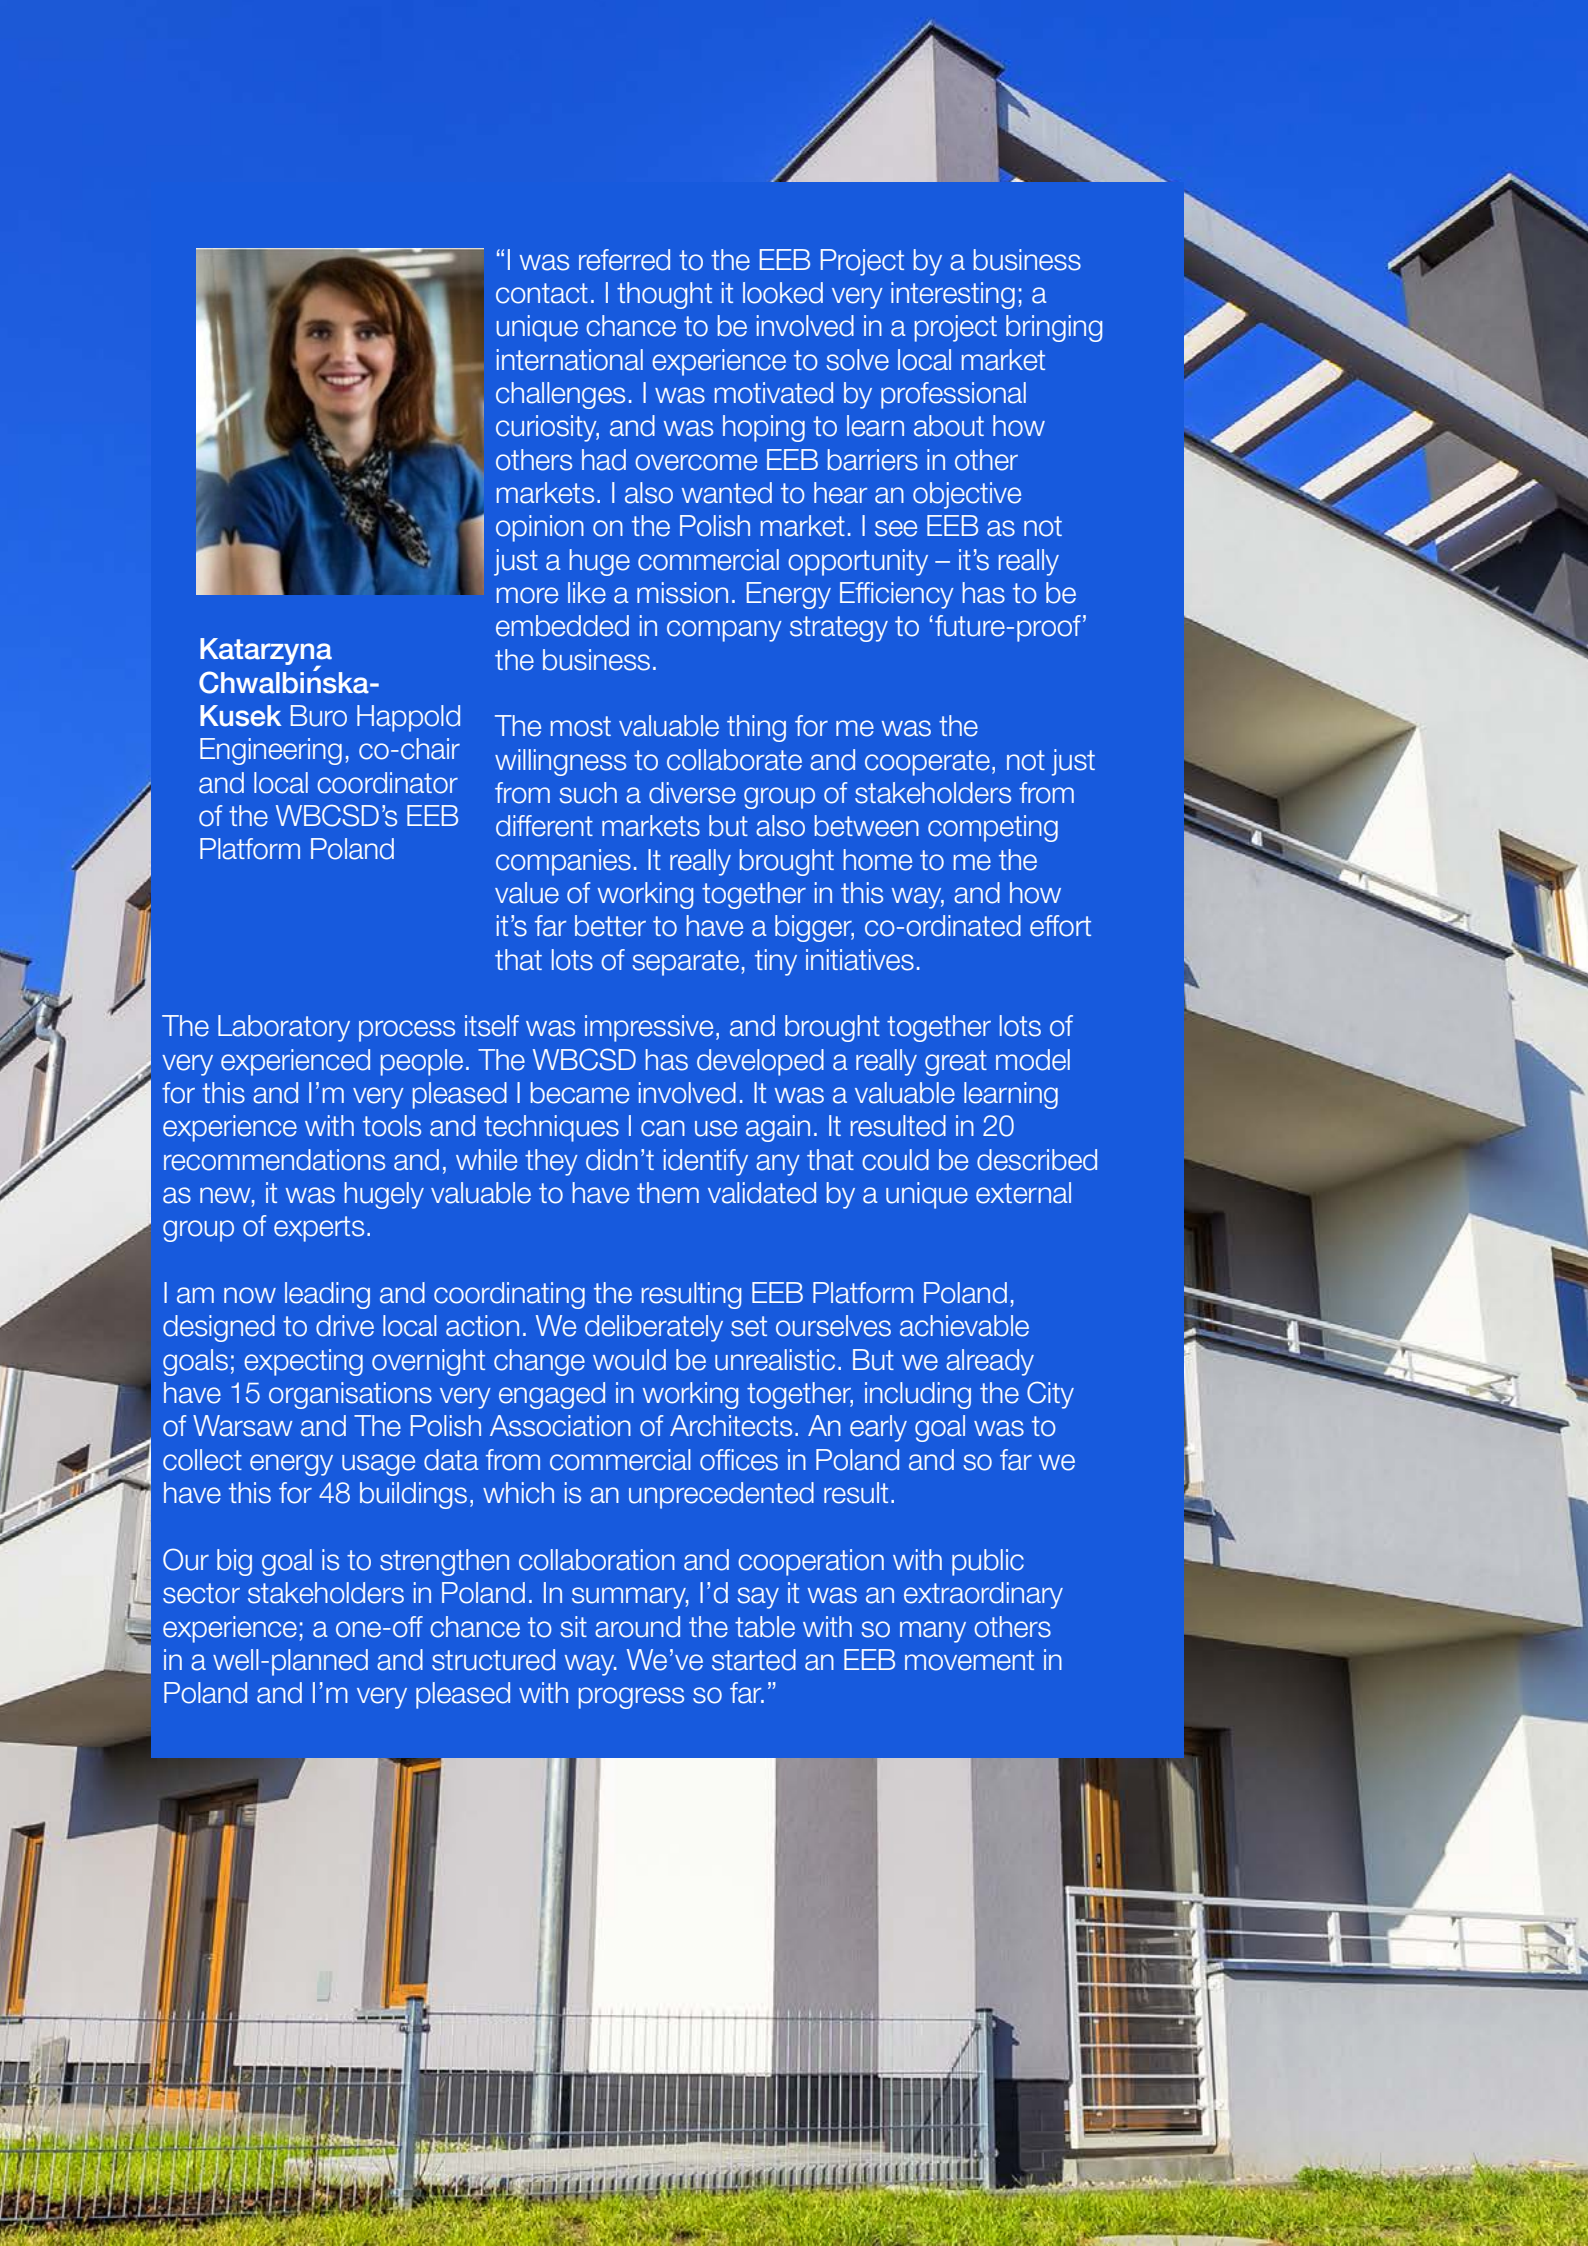 “I was referred to the EEB Project by a business
contact. I thought it looked very interesting; a
unique chance to be involved in a project bringing
international experience to solve local market
challenges. I was motivated by professional
curiosity, and was hoping to learn about how
others had overcome EEB barriers in other
markets. I also wanted to hear an objective
opinion on the Polish market. I see EEB as not
just a huge commercial opportunity – it’s really
more like a mission. Energy Efficiency has to be
embedded in company strategy to ‘future-proof’
the business.
Katarzyna
Chwalbińska-
Kusek Buro Happold
Engineering, co-chair
and local coordinator
of the WBCSD’s EEB
Platform Poland
The most valuable thing for me was the
willingness to collaborate and cooperate, not just
from such a diverse group of stakeholders from
different markets but also between competing
companies. It really brought home to me the
value of working together in this way, and how
it’s far better to have a bigger, co-ordinated effort
that lots of separate, tiny initiatives.
The Laboratory process itself was impressive, and brought together lots of
very experienced people. The WBCSD has developed a really great model
for this and I’m very pleased I became involved. It was a valuable learning
experience with tools and techniques I can use again. It resulted in 20
recommendations and, while they didn’t identify any that could be described
as new, it was hugely valuable to have them validated by a unique external
group of experts.
I am now leading and coordinating the resulting EEB Platform Poland,
designed to drive local action. We deliberately set ourselves achievable
goals; expecting overnight change would be unrealistic. But we already
have 15 organisations very engaged in working together, including the City
of Warsaw and The Polish Association of Architects. An early goal was to
collect energy usage data from commercial offices in Poland and so far we
have this for 48 buildings, which is an unprecedented result.
Our big goal is to strengthen collaboration and cooperation with public
sector stakeholders in Poland. In summary, I’d say it was an extraordinary
experience; a one-off chance to sit around the table with so many others
in a well-planned and structured way. We’ve started an EEB movement in
Poland and I’m very pleased with progress so far.”